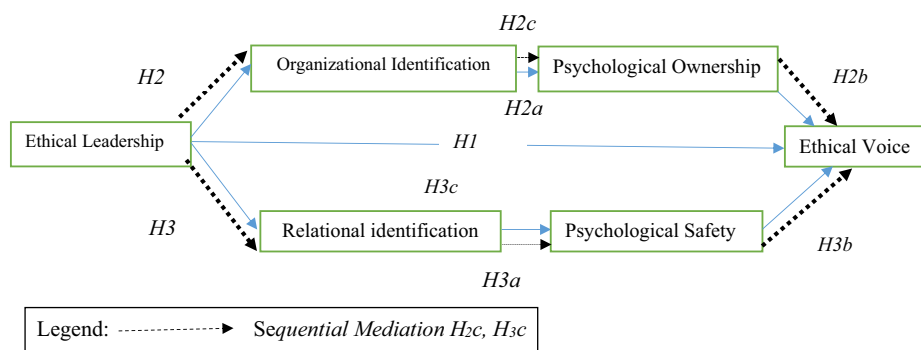 H2c
H2
Organizational Identification
Psychological Ownership
H2b
H2a
Ethical Leadership
H1
Ethical Voice
H3c
H3
Relational identification
Psychological Safety
H3b
H3a
Legend: Sequential Mediation H2c, H3c